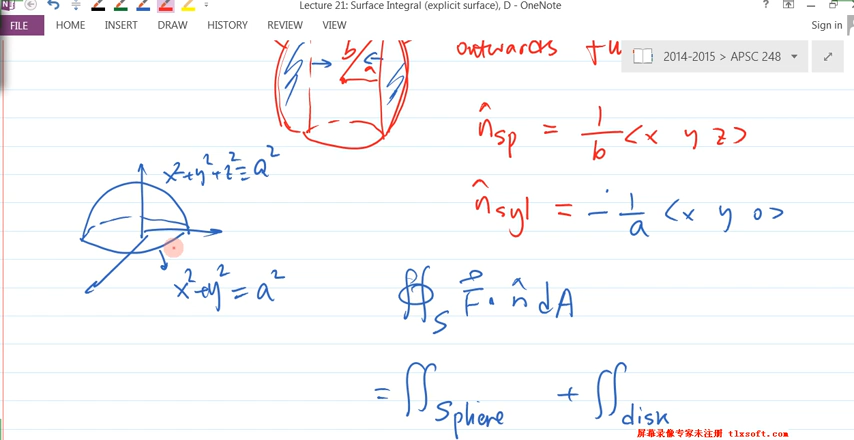 Lecture 21: Surface Integral (explicit surface), D - OneNote
FILE HOME INSERT DRAW HISTORY REVIEW VIEW Sign in
2014-2015 > APSC 248
outwards
b
a
n̂sp = 1/b <x y z>
x²+y²+z²=a²
n̂syl = - 1/a <x y 0>
x²+y²=a²
∯S F⃗ · n̂ dA
= ∬Sphere + ∬disk
屏幕录像专家未注册 tlxsoft.com